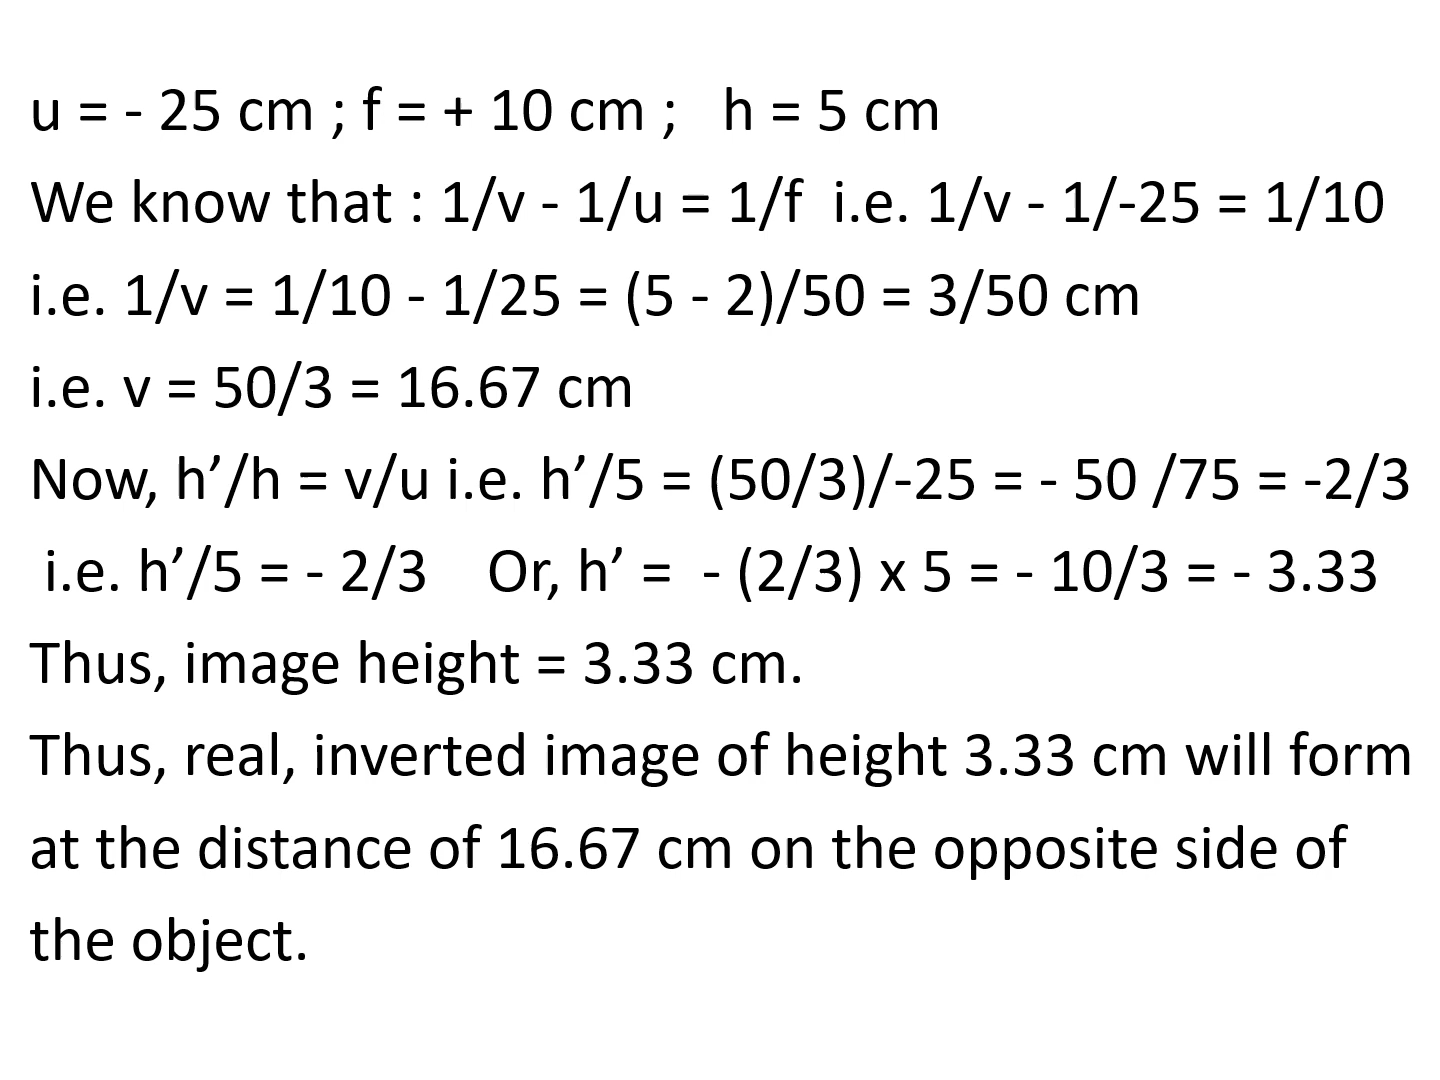 u = - 25 cm ; f = + 10 cm ;   h = 5 cm
We know that : 1/v - 1/u = 1/f  i.e. 1/v - 1/-25 = 1/10
i.e. 1/v = 1/10 - 1/25 = (5 - 2)/50 = 3/50 cm
i.e. v = 50/3 = 16.67 cm
Now, h’/h = v/u i.e. h’/5 = (50/3)/-25 = - 50 /75 = -2/3
i.e. h’/5 = - 2/3    Or, h’ =  - (2/3) x 5 = - 10/3 = - 3.33
Thus, image height = 3.33 cm.
Thus, real, inverted image of height 3.33 cm will form
at the distance of 16.67 cm on the opposite side of
the object.